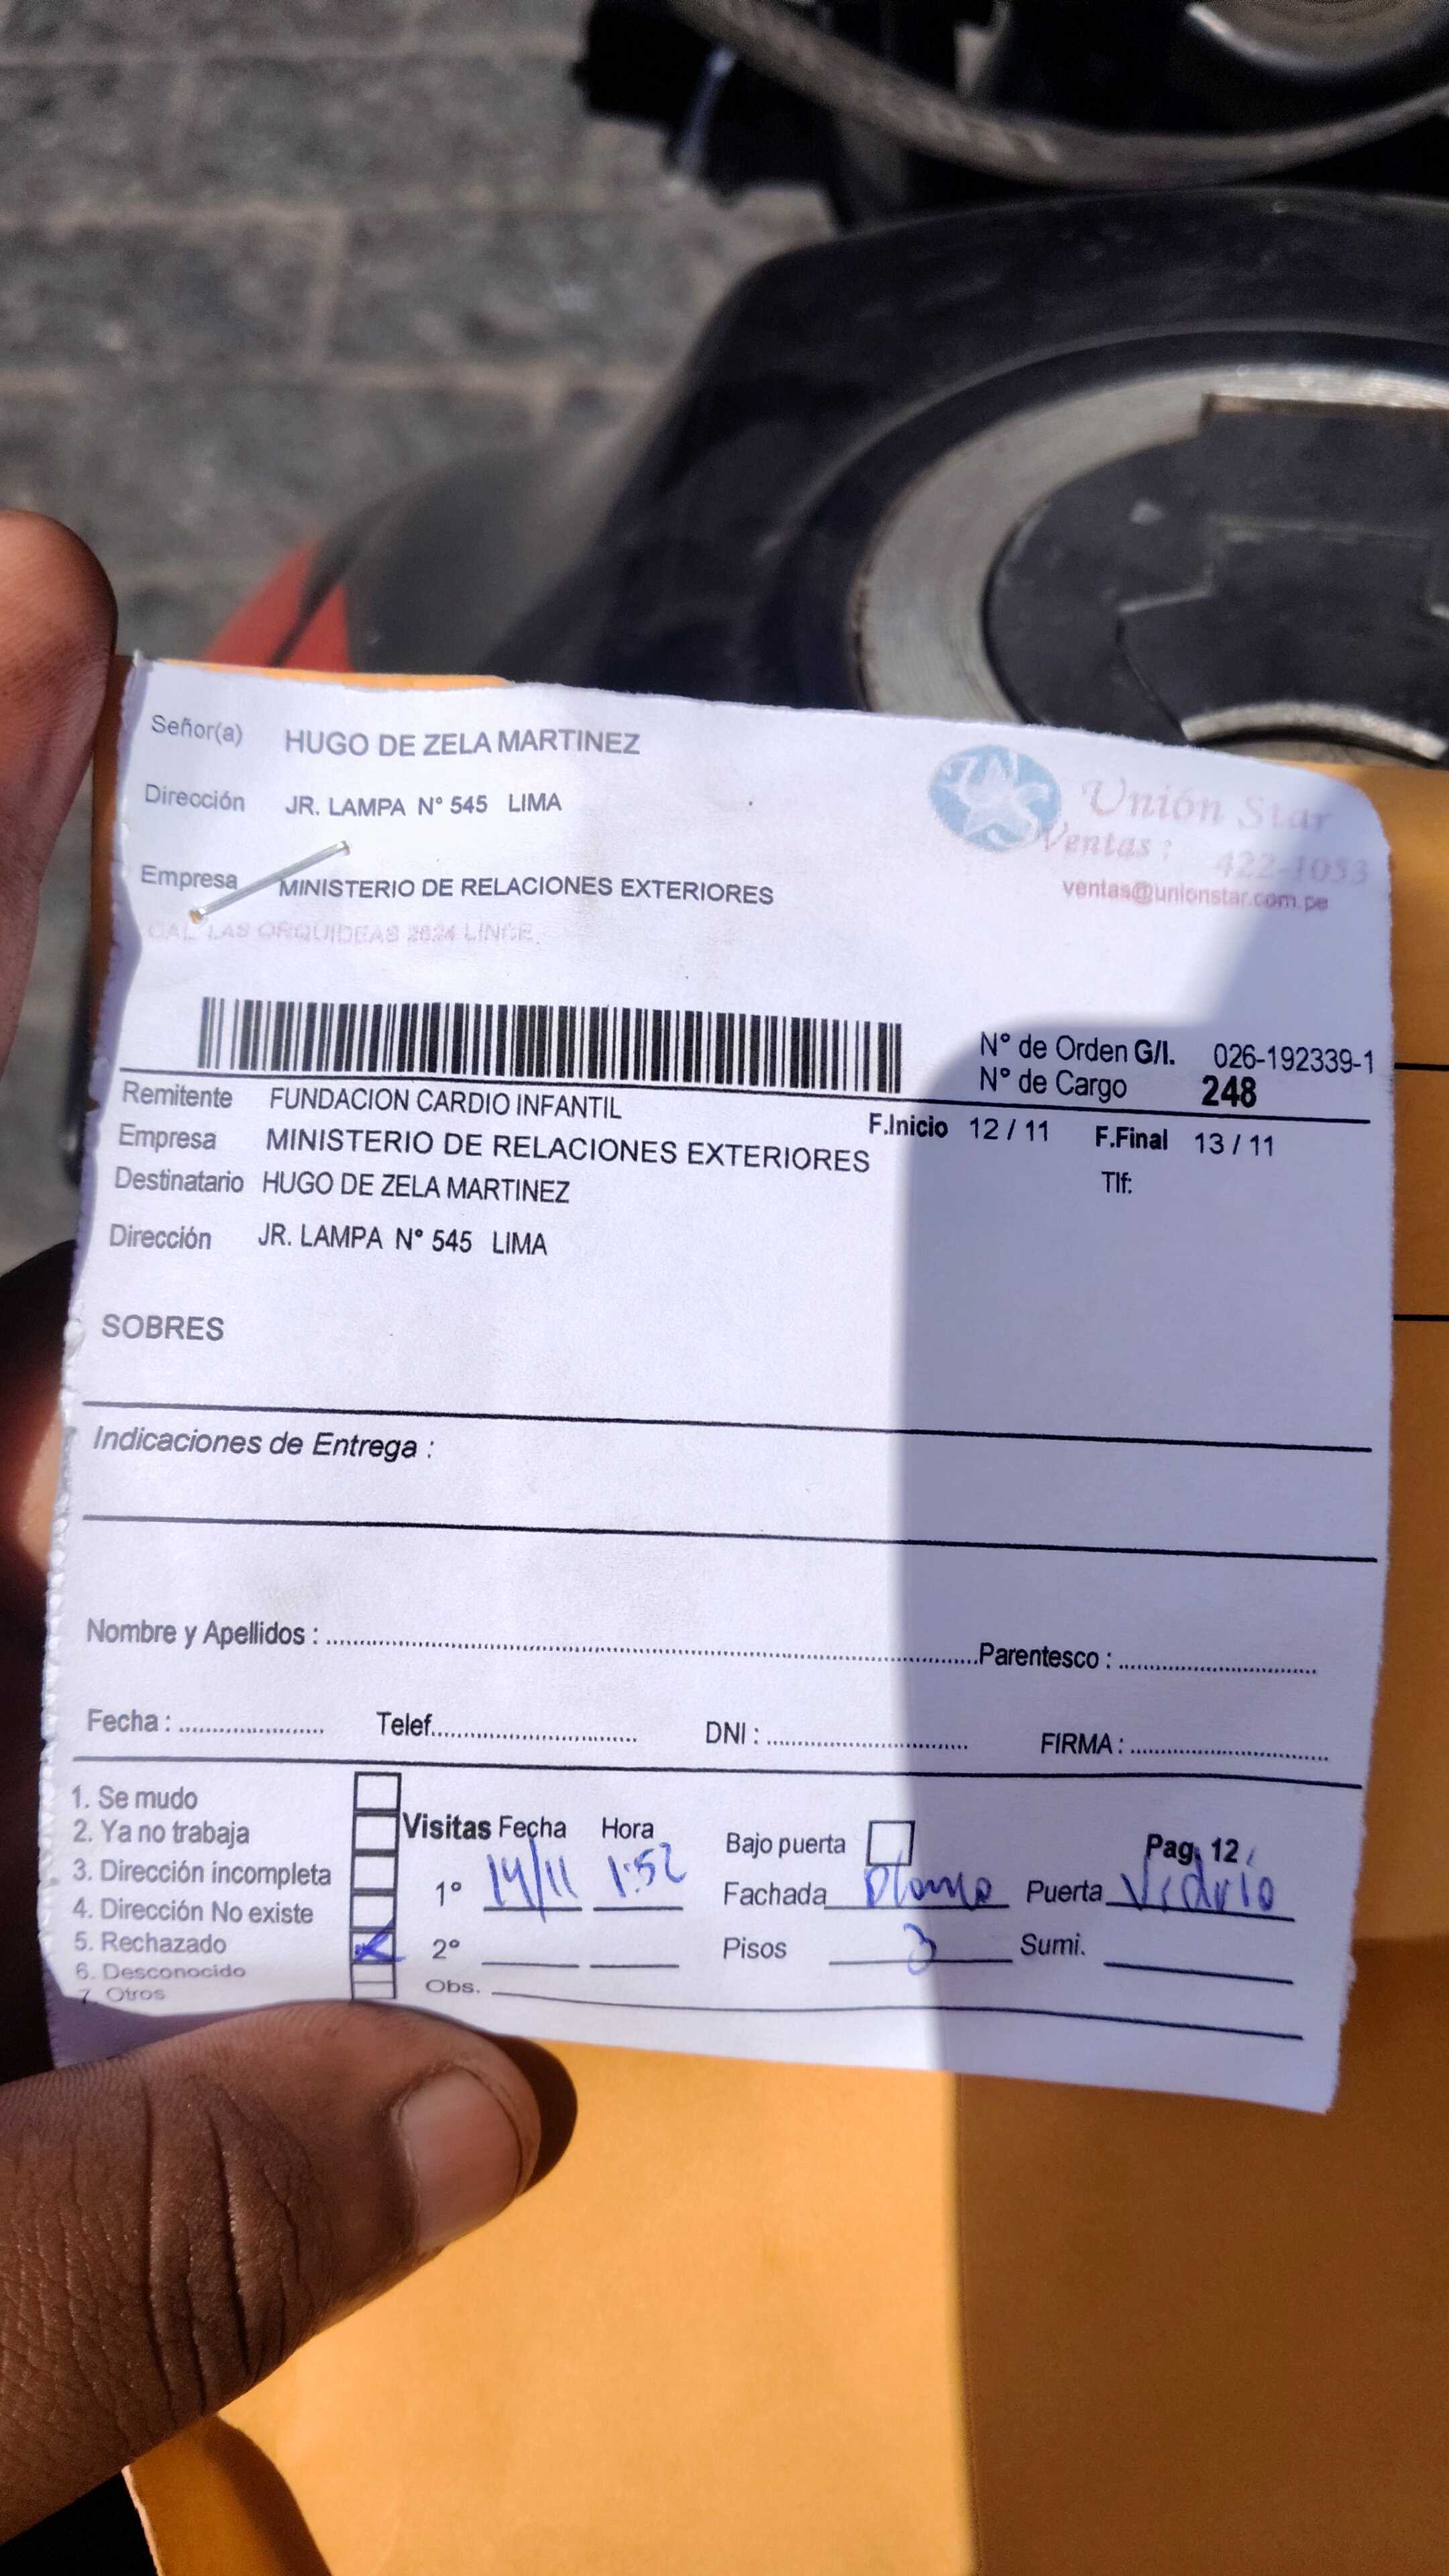 Señor(a) HUGO DE ZELA MARTINEZ
Dirección JR. LAMPA N° 545 LIMA
Empresa MINISTERIO DE RELACIONES EXTERIORES
CAL LAS ORQUIDEAS 2624 LINCE
Unión Star
Ventas : 422-1053
ventas@unionstar.com.pe
N° de Orden G/I. 026-192339-1
N° de Cargo 248
Remitente FUNDACION CARDIO INFANTIL
F.Inicio 12 / 11 F.Final 13 / 11
Empresa MINISTERIO DE RELACIONES EXTERIORES
Tlf:
Destinatario HUGO DE ZELA MARTINEZ
Dirección JR. LAMPA N° 545 LIMA
SOBRES
Indicaciones de Entrega :
Nombre y Apellidos : Parentesco :
Fecha : Telef. DNI : FIRMA :
1. Se mudo
2. Ya no trabaja
3. Dirección incompleta
4. Dirección No existe
5. Rechazado
6. Desconocido
7. Otros
Visitas Fecha Hora
1° 14/11 1:52
2°
Obs.
Bajo puerta Pag. 12
Fachada Puerta Vidrio
Pisos 3 Sumi.